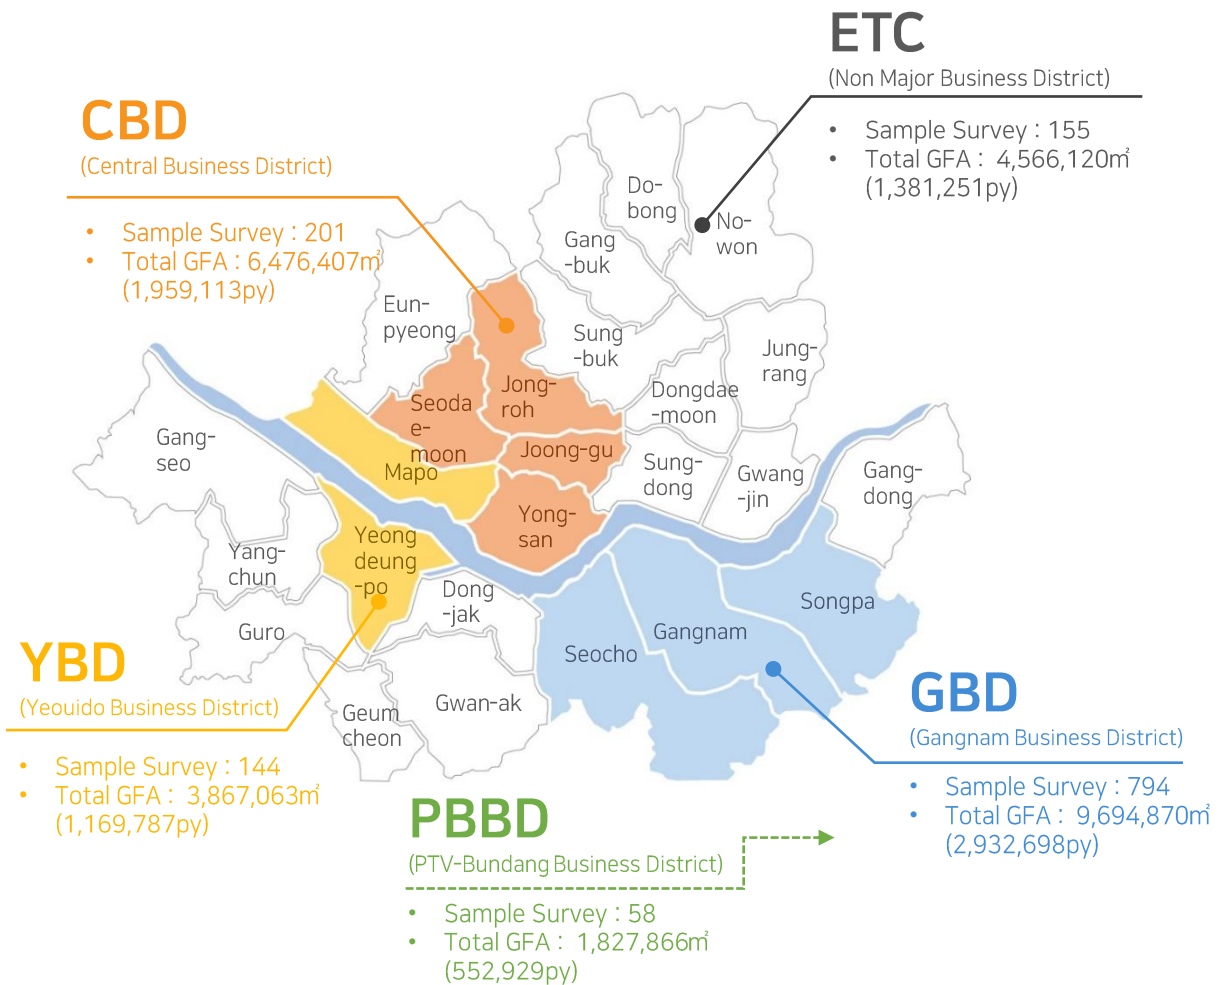 ETC
(Non Major Business District)
• Sample Survey : 155
• Total GFA : 4,566,120㎡
(1,381,251py)
CBD
(Central Business District)
• Sample Survey : 201
• Total GFA : 6,476,407㎡
(1,959,113py)
Do-
bong
No-
won
Gang
-buk
Eun-
pyeong
Sung
-buk
Jung-
rang
Jong-
roh
Dongdae
-moon
Seoda
e-
moon
Gang-
seo
Mapo
Joong-gu
Sung-
dong
Gwang
-jin
Gang-
dong
Yong-
san
Yeong
deung
-po
Yang-
chun
Dong
-jak
Songpa
Guro
Gangnam
Seocho
Gwan-ak
Geum
cheon
YBD
(Yeouido Business District)
• Sample Survey : 144
• Total GFA : 3,867,063㎡
(1,169,787py)
GBD
(Gangnam Business District)
• Sample Survey : 794
• Total GFA : 9,694,870㎡
(2,932,698py)
PBBD
(PTV-Bundang Business District)
• Sample Survey : 58
• Total GFA : 1,827,866㎡
(552,929py)